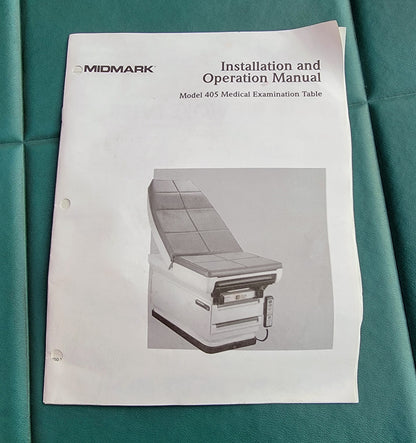 MIDMARK
Installation and
Operation Manual
Model 405 Medical Examination Table